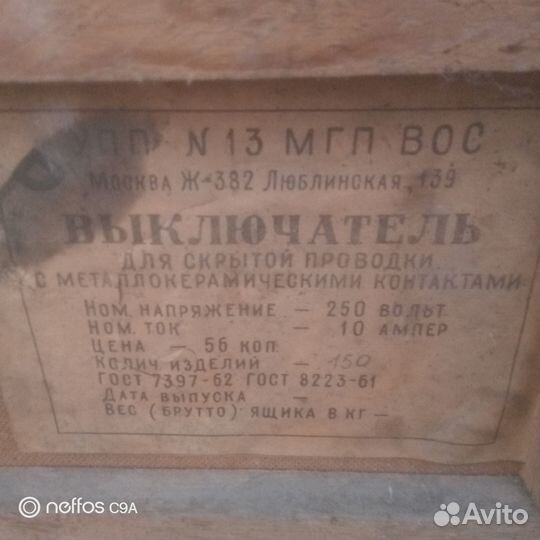 УПП N 13 МГП ВОС
Москва Ж-382 Люблинская, 139
ВЫКЛЮЧАТЕЛЬ
ДЛЯ СКРЫТОЙ ПРОВОДКИ
С МЕТАЛЛОКЕРАМИЧЕСКИМИ КОНТАКТАМИ
Ном. напряжение – 250 вольт
Ном. ток – 10 ампер
Цена – 56 коп.
Колич. изделий – 150
ГОСТ 7397-62 ГОСТ 8223-61
Дата выпуска –
Вес (брутто) ящика в кг –
neffos C9A
Avito